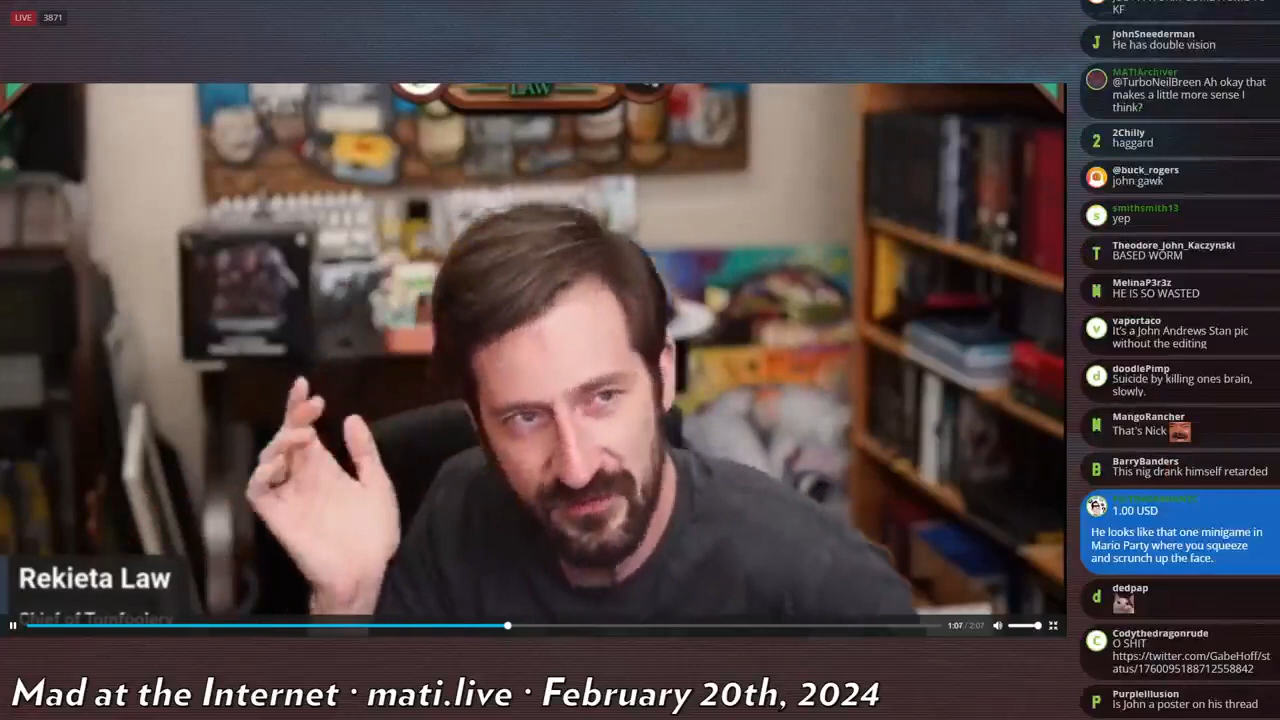 LIVE 3871
LAW
Rekieta Law
Chief of Tomfoolery
1:07 / 2:07
Mad at the Internet · mati.live · February 20th, 2024
KF
JohnSneederman
He has double vision
MATIArchiver
@TurboNeilBreen Ah okay that
makes a little more sense I
think?
2Chilly
haggard
@buck_rogers
john gawk
smithsmith13
yep
Theodore_John_Kaczynski
BASED WORM
MelinaP3r3z
HE IS SO WASTED
vaportaco
It's a John Andrews Stan pic
without the editing
doodlePimp
Suicide by killing ones brain,
slowly.
MangoRancher
That's Nick
BarryBanders
This nig drank himself retarded
1.00 USD
He looks like that one minigame in
Mario Party where you squeeze
and scrunch up the face.
dedpap
Codythedragonrude
O SHIT
https://twitter.com/GabeHoff/st
atus/1760095188712558842
PurpleIllusion
Is John a poster on his thread